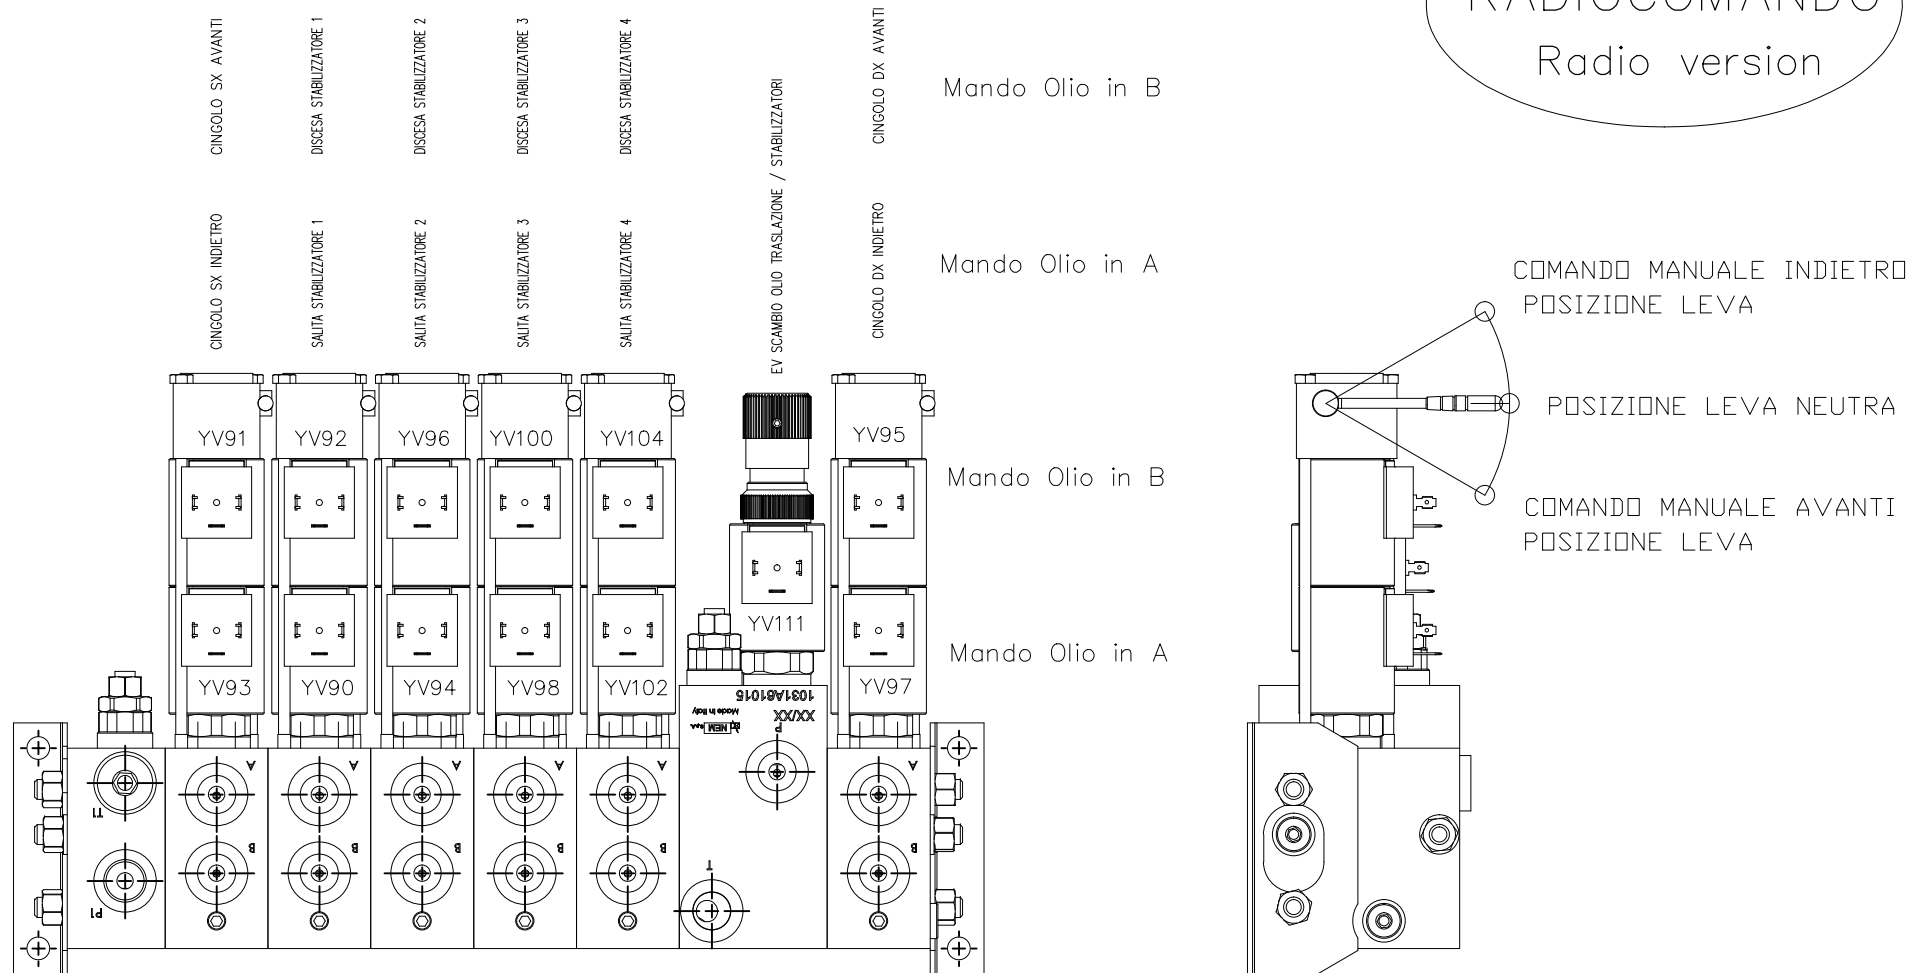 RADIOCOMANDO
Radio version
CINGOLO SX AVANTI
DISCESA STABILIZZATORE 1
DISCESA STABILIZZATORE 2
DISCESA STABILIZZATORE 3
DISCESA STABILIZZATORE 4
CINGOLO DX AVANTI
Mando Olio in B
CINGOLO SX INDIETRO
SALITA STABILIZZATORE 1
SALITA STABILIZZATORE 2
SALITA STABILIZZATORE 3
SALITA STABILIZZATORE 4
EV SCAMBIO OLIO TRASLAZIONE / STABILIZZATORI
CINGOLO DX INDIETRO
Mando Olio in A
COMANDO MANUALE INDIETRO
POSIZIONE LEVA
POSIZIONE LEVA NEUTRA
COMANDO MANUALE AVANTI
POSIZIONE LEVA
YV91
YV92
YV96
YV100
YV104
YV95
Mando Olio in B
YV111
Mando Olio in A
YV93
YV90
YV94
YV98
YV102
YV97
1031A61015
XX/XX
Made in Italy
NEM s.p.A.
P
A
A
A
A
A
A
T1
B
B
B
B
B
B
T
P1